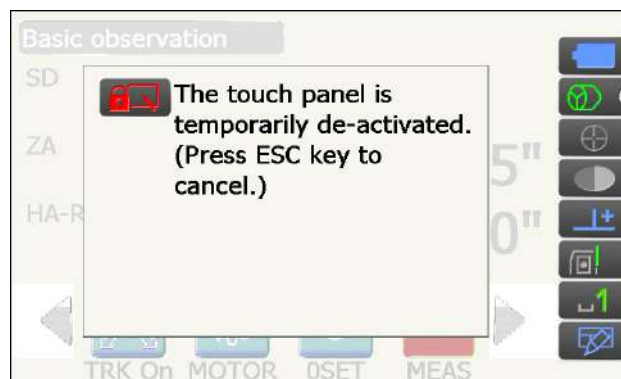 Basic observation
SD
The touch panel is
temporarily de-activated.
ZA
(Press ESC key to
5"
cancel.)
HA-R
0"
1
TRK On MOTOR 0SET MEAS